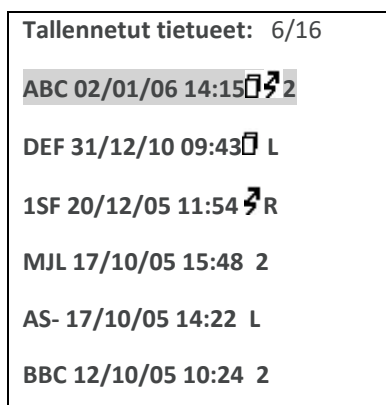 Tallennetut tietueet: 6/16
ABC 02/01/06 14:15 2
DEF 31/12/10 09:43 L
1SF 20/12/05 11:54 R
MJL 17/10/05 15:48 2
AS- 17/10/05 14:22 L
BBC 12/10/05 10:24 2